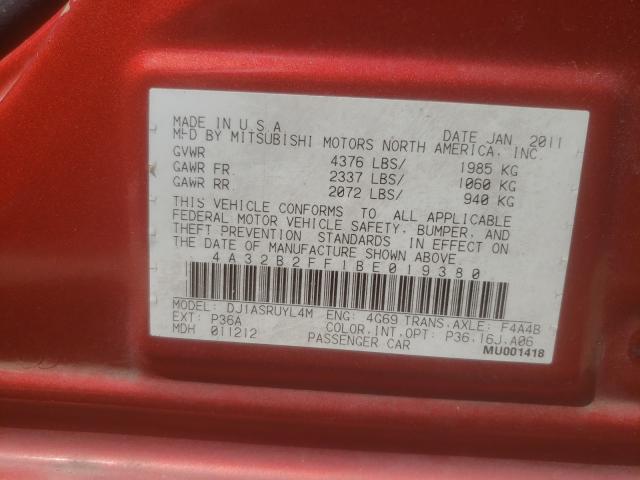 MADE IN U.S.A DATE JAN 2011
MFD BY MITSUBISHI MOTORS NORTH AMERICA, INC.
GVWR 4376 LBS/ 1985 KG
GAWR FR. 2337 LBS/ 1060 KG
GAWR RR. 2072 LBS/ 940 KG
THIS VEHICLE CONFORMS TO ALL APPLICABLE
FEDERAL MOTOR VEHICLE SAFETY, BUMPER, AND
THEFT PREVENTION STANDARDS IN EFFECT ON
THE DATE OF MANUFACTURE SHOWN ABOVE.
4A32B2FF1BE019380
MODEL: DJ1ASRUYL4M ENG: 4G69 TRANS.AXLE: F4A4B
EXT: P36A COLOR.INT.OPT: P36.16J.A06
MDH 011212 PASSENGER CAR MU001418